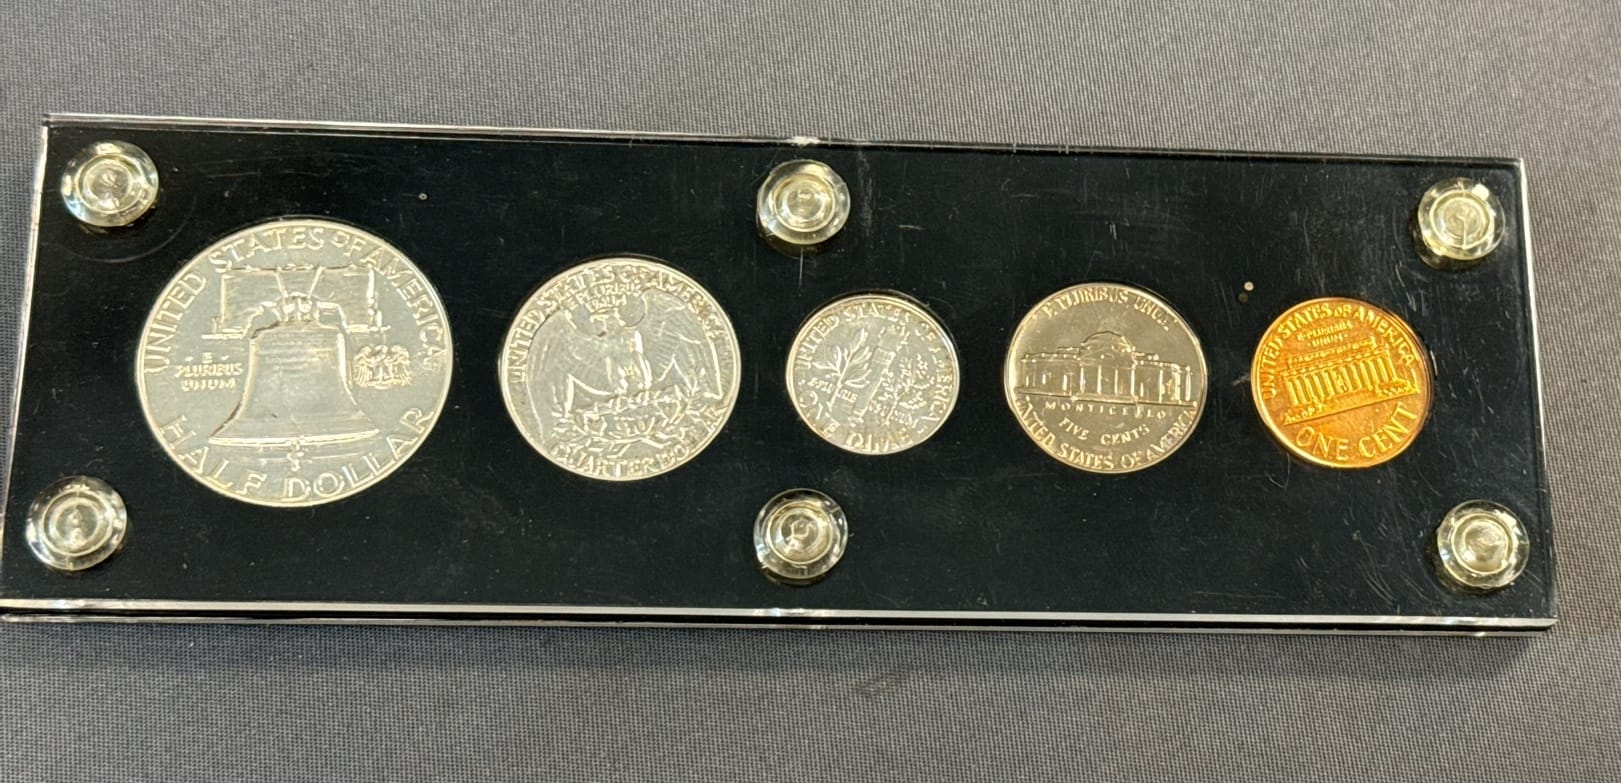 UNITED STATES OF AMERICA
· E ·
PLURIBUS
UNUM
HALF DOLLAR
UNITED STATES OF AMERICA
E PLURIBUS
UNUM
QUARTER DOLLAR
UNITED STATES OF AMERICA
ONE DIME
E PLURIBUS UNUM
MONTICELLO
FIVE CENTS
UNITED STATES OF AMERICA
UNITED STATES OF AMERICA
E·PLURIBUS
UNUM·
ONE CENT